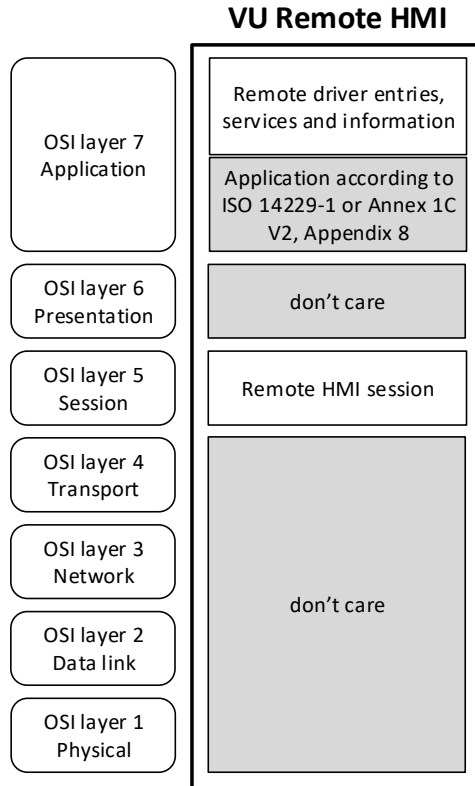 VU Remote HMI
OSI layer 7
Application
Remote driver entries,
services and information
Application according to
ISO 14229-1 or Annex 1C
V2, Appendix 8
OSI layer 6
Presentation
don't care
OSI layer 5
Session
Remote HMI session
OSI layer 4
Transport
OSI layer 3
Network
OSI layer 2
Data link
OSI layer 1
Physical
don't care